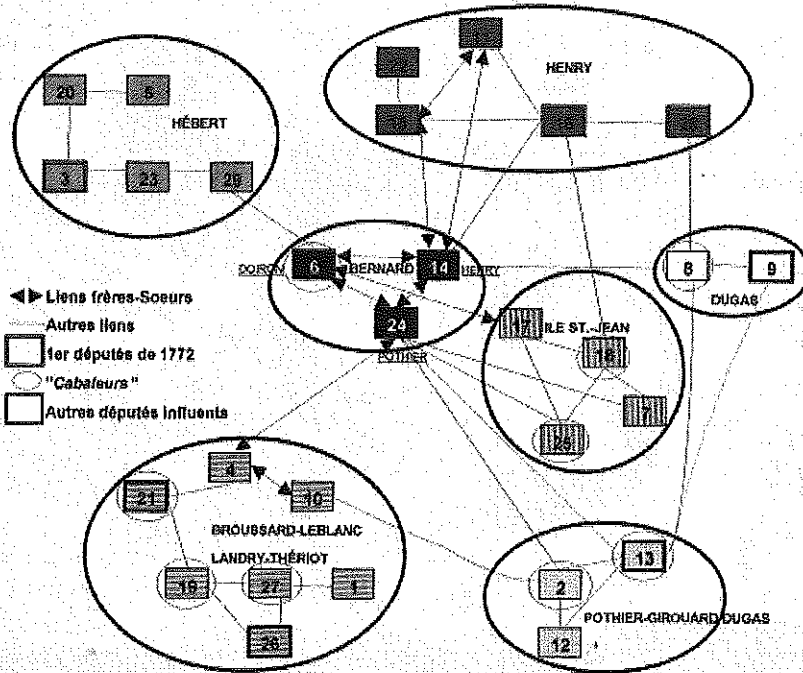 HENRY
20
5
HÉBERT
3
23
29
DOIRON
6
BERNARD
14
HENRY
8
9
DUGAS
24
POTHIER
17
ILE ST.-JEAN
18
7
25
Liens frères-Soeurs
Autres liens
1er députés de 1772
"Cabaleurs"
Autres députés influents
4
21
10
BROUSSARD-LEBLANC
LANDRY-THÉRIOT
19
27
1
26
13
2
POTHIER-GIROUARD-DUGAS
12